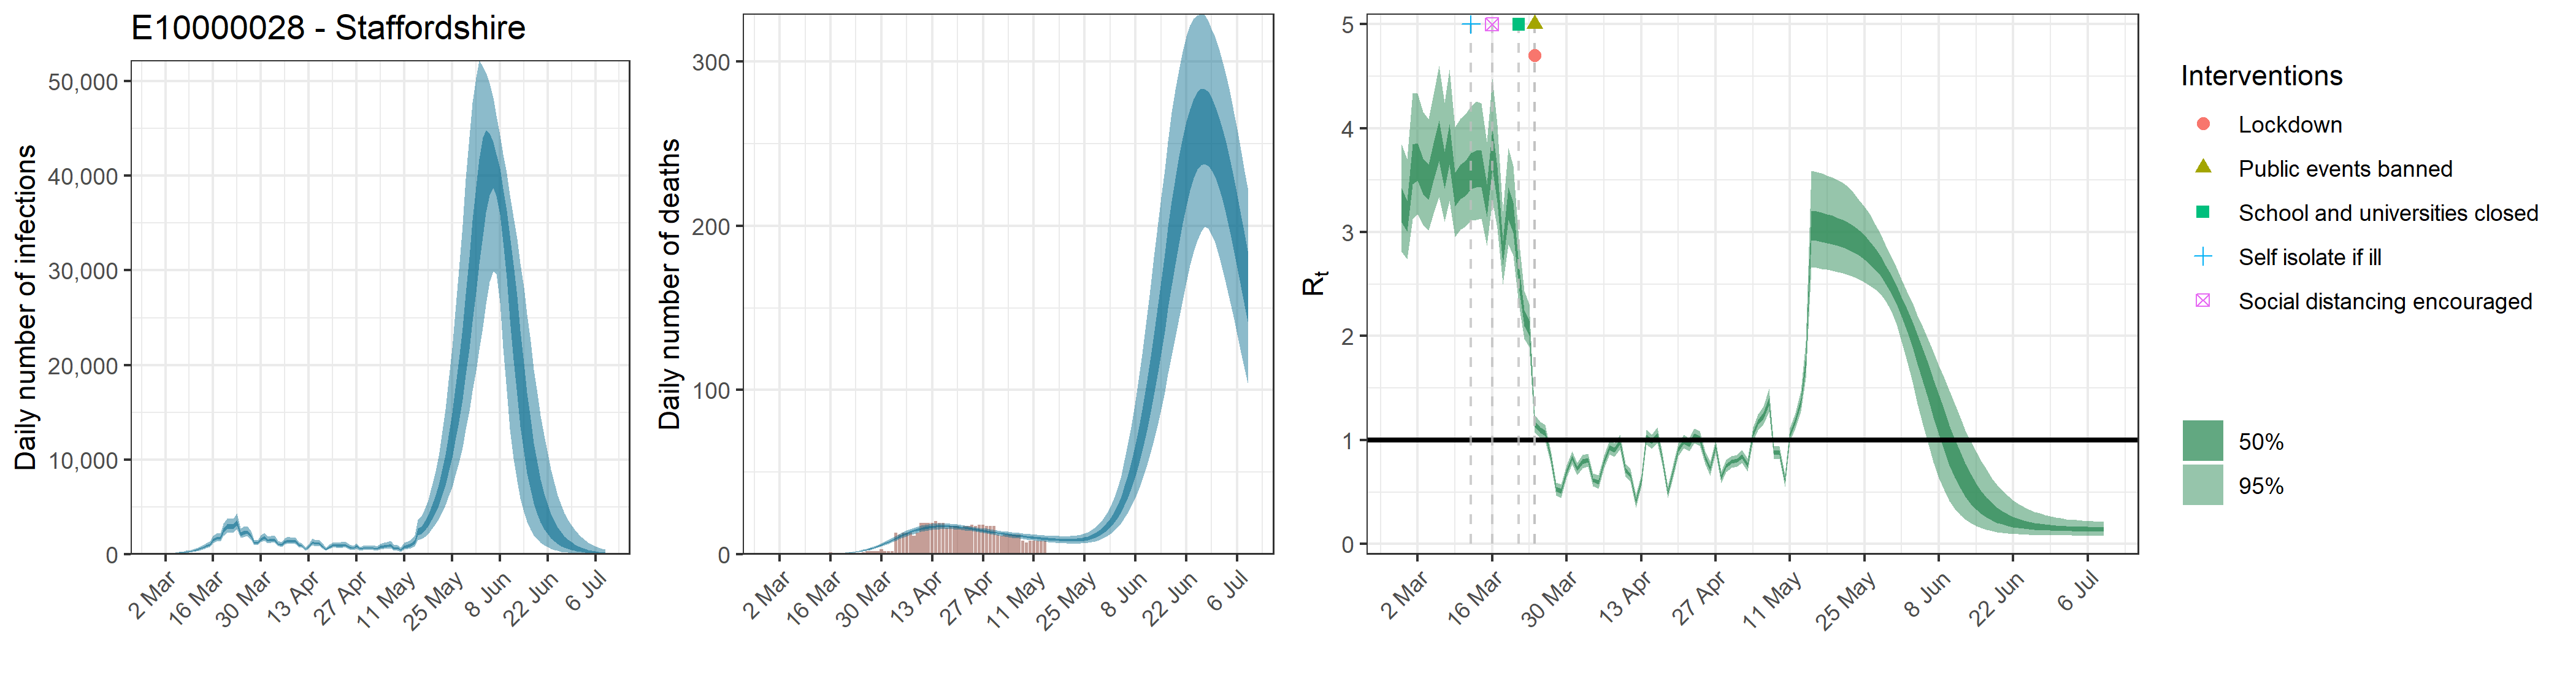 E10000028 - Staffordshire
Daily number of infections
50,000
40,000
30,000
20,000
10,000
0
2 Mar
16 Mar
30 Mar
13 Apr
27 Apr
11 May
25 May
8 Jun
22 Jun
6 Jul
Daily number of deaths
300
200
100
0
2 Mar
16 Mar
30 Mar
13 Apr
27 Apr
11 May
25 May
8 Jun
22 Jun
6 Jul
Rt
5
4
3
2
1
0
2 Mar
16 Mar
30 Mar
13 Apr
27 Apr
11 May
25 May
8 Jun
22 Jun
6 Jul
Interventions
Lockdown
Public events banned
School and universities closed
Self isolate if ill
Social distancing encouraged
50%
95%